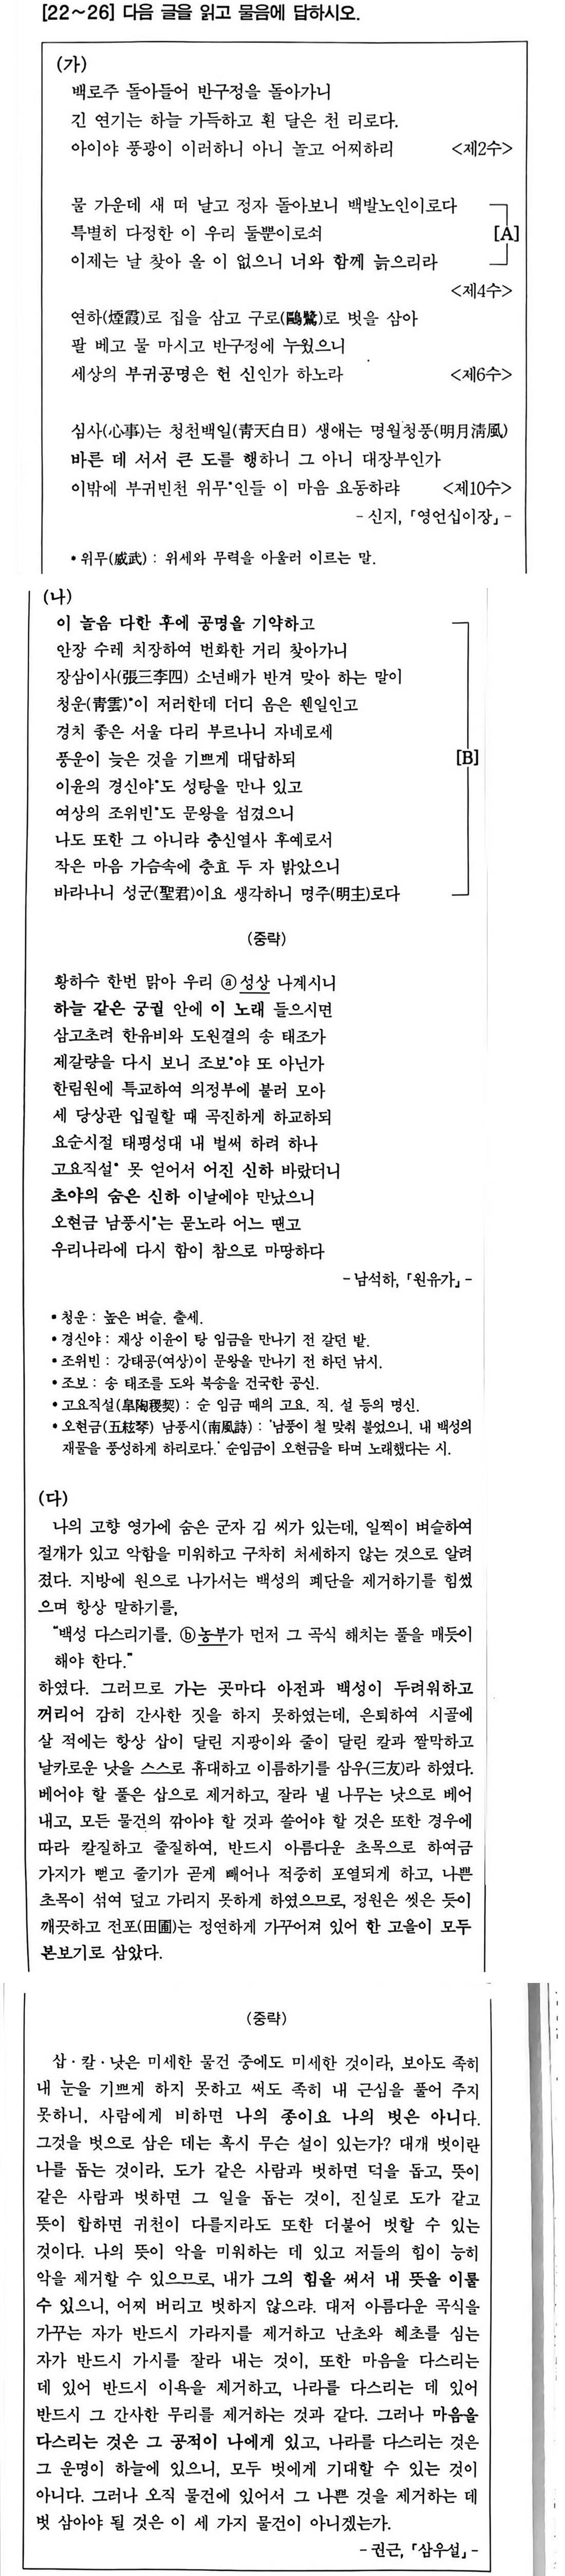 [22~26] 다음 글을 읽고 물음에 답하시오.
(가)
백로주 돌아들어 반구정을 돌아가니
긴 연기는 하늘 가득하고 흰 달은 천 리로다.
아이야 풍광이 이러하니 아니 놀고 어찌하리 <제2수>
물 가운데 새 떠 날고 정자 돌아보니 백발노인이로다
특별히 다정한 이 우리 둘뿐이로쇠 [A]
이제는 날 찾아 올 이 없으니 너와 함께 늙으리라
<제4수>
연하(煙霞)로 집을 삼고 구로(鷗鷺)로 벗을 삼아
팔 베고 물 마시고 반구정에 누웠으니
세상의 부귀공명은 헌 신인가 하노라 <제6수>
심사(心事)는 청천백일(靑天白日) 생애는 명월청풍(明月淸風)
바른 데 서서 큰 도를 행하니 그 아니 대장부인가
이밖에 부귀빈천 위무*인들 이 마음 요동하랴 <제10수>
- 신지, 「영언십이장」 -
• 위무(威武) : 위세와 무력을 아울러 이르는 말.
(나)
이 놀음 다한 후에 공명을 기약하고
안장 수레 치장하여 번화한 거리 찾아가니
장삼이사(張三李四) 소년배가 반겨 맞아 하는 말이
청운(靑雲)*이 저러한데 더디 옴은 웬일인고
경치 좋은 서울 다리 부르나니 자네로세
풍운이 늦은 것을 기쁘게 대답하되 [B]
이윤의 경신야*도 성탕을 만나 있고
여상의 조위빈*도 문왕을 섬겼으니
나도 또한 그 아니라 충신열사 후예로서
작은 마음 가슴속에 충효 두 자 밝았으니
바라나니 성군(聖君)이요 생각하니 명주(明主)로다
(중략)
황하수 한번 맑아 우리 ⓐ성상 나계시니
하늘 같은 궁궐 안에 이 노래 들으시면
삼고초려 한유비와 도원결의 송 태조가
제갈량을 다시 보니 조보*야 또 아닌가
한림원에 특교하여 의정부에 불러 모아
세 당상관 입궐할 때 곡진하게 하교하되
요순시절 태평성대 내 벌써 하려 하나
고요직설* 못 얻어서 어진 신하 바랐더니
초야의 숨은 신하 이날에야 만났으니
오현금 남풍시*는 묻노라 어느 땐고
우리나라에 다시 함이 참으로 마땅하다
- 남석하, 「원유가」 -
• 청운 : 높은 벼슬. 출세.
• 경신야 : 재상 이윤이 탕 임금을 만나기 전 갈던 밭.
• 조위빈 : 강태공(여상)이 문왕을 만나기 전 하던 낚시.
• 조보 : 송 태조를 도와 북송을 건국한 공신.
• 고요직설(皐陶稷契) : 순 임금 때의 고요, 직, 설 등의 명신.
• 오현금(五絃琴) 남풍시(南風詩) : '남풍이 철 맞춰 불었으니, 내 백성의
재물을 풍성하게 하리로다.' 순임금이 오현금을 타며 노래했다는 시.
(다)
나의 고향 영가에 숨은 군자 김 씨가 있는데, 일찍이 벼슬하여
절개가 있고 악함을 미워하고 구차히 처세하지 않는 것으로 알려
졌다. 지방에 원으로 나가서는 백성의 폐단을 제거하기를 힘썼
으며 항상 말하기를,
"백성 다스리기를, ⓑ농부가 먼저 그 곡식 해치는 풀을 매듯이
해야 한다."
하였다. 그러므로 가는 곳마다 아전과 백성이 두려워하고
꺼리어 감히 간사한 짓을 하지 못하였는데, 은퇴하여 시골에
살 적에는 항상 삽이 달린 지팡이와 줄이 달린 칼과 짤막하고
날카로운 낫을 스스로 휴대하고 이름하기를 삼우(三友)라 하였다.
베어야 할 풀은 삽으로 제거하고, 잘라 낼 나무는 낫으로 베어
내고, 모든 물건의 깎아야 할 것과 쓸어야 할 것은 또한 경우에
따라 칼질하고 줄질하여, 반드시 아름다운 초목으로 하여금
가지가 뻗고 줄기가 곧게 빼어나 적중히 포열되게 하고, 나쁜
초목이 섞여 덮고 가리지 못하게 하였으므로, 정원은 씻은 듯이
깨끗하고 전포(田圃)는 정연하게 가꾸어져 있어 한 고을이 모두
본보기로 삼았다.
(중략)
삽·칼·낫은 미세한 물건 중에도 미세한 것이라, 보아도 족히
내 눈을 기쁘게 하지 못하고 써도 족히 내 근심을 풀어 주지
못하니, 사람에게 비하면 나의 종이요 나의 벗은 아니다.
그것을 벗으로 삼은 데는 혹시 무슨 설이 있는가? 대개 벗이란
나를 돕는 것이라, 도가 같은 사람과 벗하면 덕을 돕고, 뜻이
같은 사람과 벗하면 그 일을 돕는 것이, 진실로 도가 같고
뜻이 합하면 귀천이 다를지라도 또한 더불어 벗할 수 있는
것이다. 나의 뜻이 악을 미워하는 데 있고 저들의 힘이 능히
악을 제거할 수 있으므로, 내가 그의 힘을 써서 내 뜻을 이룰
수 있으니, 어찌 버리고 벗하지 않으랴. 대저 아름다운 곡식을
가꾸는 자가 반드시 가라지를 제거하고 난초와 혜초를 심는
자가 반드시 가시를 잘라 내는 것이, 또한 마음을 다스리는
데 있어 반드시 이욕을 제거하고, 나라를 다스리는 데 있어
반드시 그 간사한 무리를 제거하는 것과 같다. 그러나 마음을
다스리는 것은 그 공적이 나에게 있고, 나라를 다스리는 것은
그 운명이 하늘에 있으니, 모두 벗에게 기대할 수 있는 것이
아니다. 그러나 오직 물건에 있어서 그 나쁜 것을 제거하는 데
벗 삼아야 될 것은 이 세 가지 물건이 아니겠는가.
- 권근, 「삼우설」 -